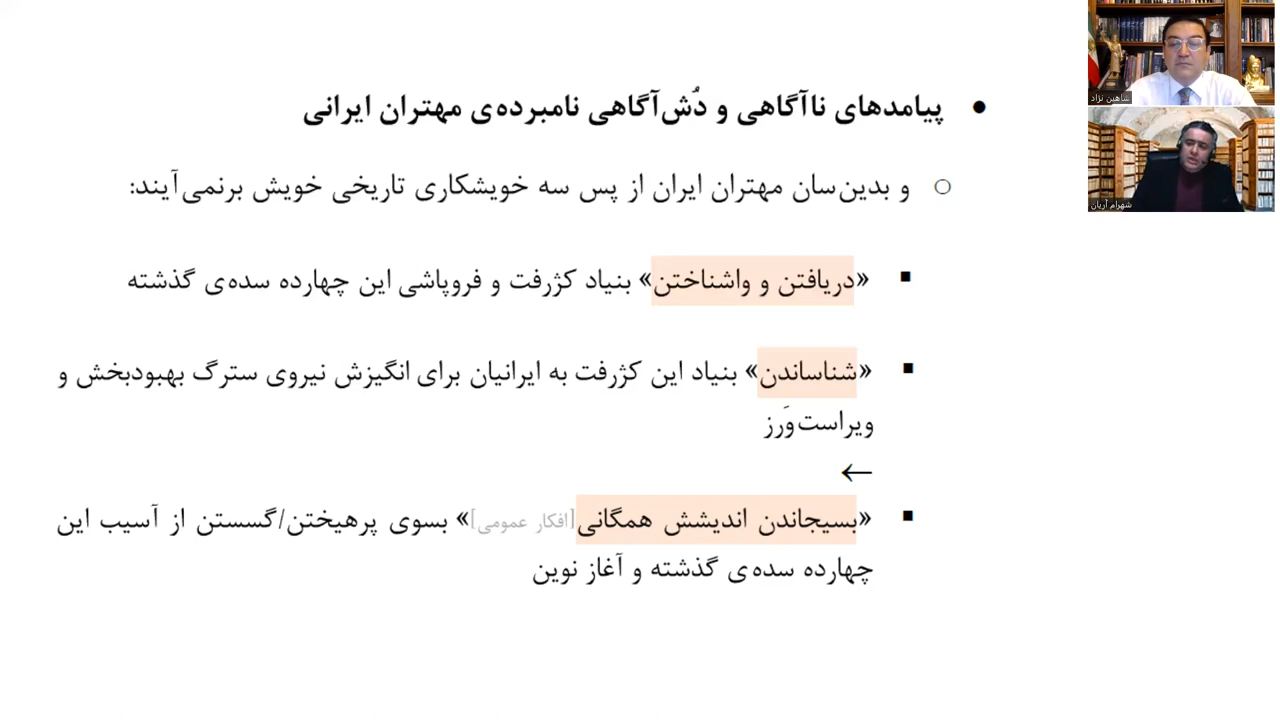 • پیامدهای ناآگاهی و دُش‌آگاهی نامبرده‌ی مهتران ایرانی
○ و بدین‌سان مهتران ایران از پس سه خویشکاری تاریخی خویش برنمی‌آیند:
▪ «دریافتن و واشناختن» بنیاد کژرفت و فروپاشی این چهارده سده‌ی گذشته
▪ «شناساندن» بنیاد این کژرفت به ایرانیان برای انگیزش نیروی سترگ بهبودبخش و
ویراست‌وَرز
←
▪ «بسیجاندن اندیشش همگانی[افکار عمومی]» بسوی پرهیختن/گسستن از آسیب این
چهارده سده‌ی گذشته و آغاز نوین
شاهین نژاد
شهرام آریان